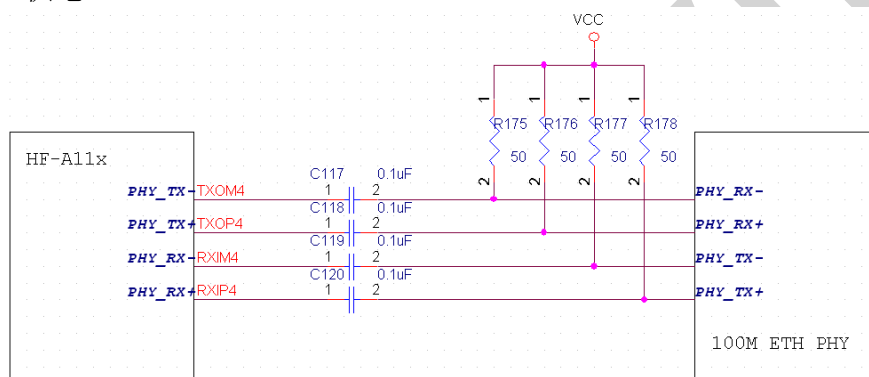 VCC
1 1 1 1
R175 R176 R177 R178
50 50 50 50
2 2 2 2
HF-A11x
C117 0.1uF
PHY_TX- TXOM4 1 2 PHY_RX-
C118 0.1uF
PHY_TX+ TXOP4 1 2 PHY_RX+
C119 0.1uF
PHY_RX- RXIM4 1 2 PHY_TX-
C120 0.1uF
PHY_RX+ RXIP4 1 2 PHY_TX+
100M ETH PHY